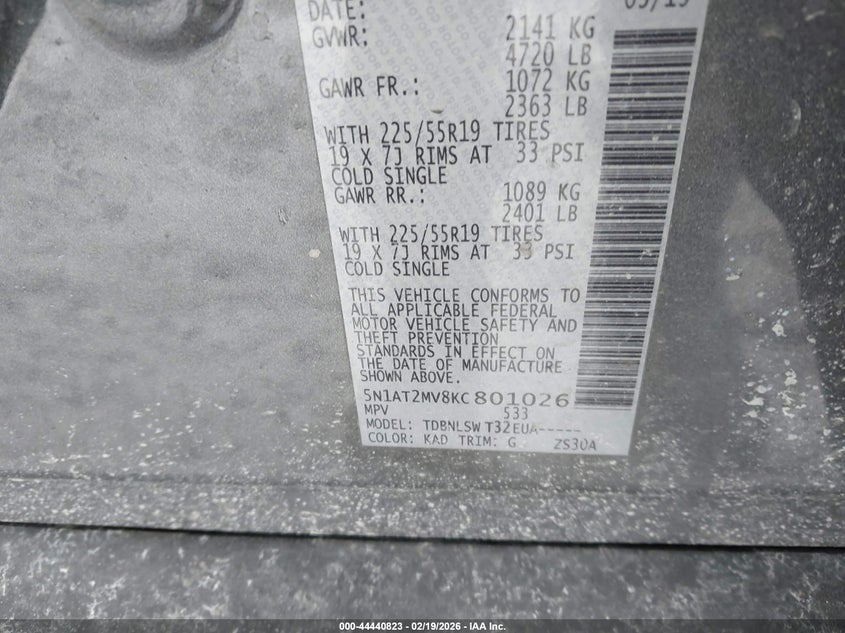 DATE:
GVWR: 2141 KG
4720 LB
GAWR FR.: 1072 KG
2363 LB
WITH 225/55R19 TIRES
19 X 7J RIMS AT 33 PSI
COLD SINGLE
GAWR RR.: 1089 KG
2401 LB
WITH 225/55R19 TIRES
19 X 7J RIMS AT 33 PSI
COLD SINGLE
THIS VEHICLE CONFORMS TO
ALL APPLICABLE FEDERAL
MOTOR VEHICLE SAFETY AND
THEFT PREVENTION
STANDARDS IN EFFECT ON
THE DATE OF MANUFACTURE
SHOWN ABOVE.
5N1AT2MV8KC801026
MPV 533
MODEL: TDBNLSW T32EUA-----
COLOR: KAD TRIM: G ZS30A
000-44440823 - 02/19/2026 - IAA Inc.